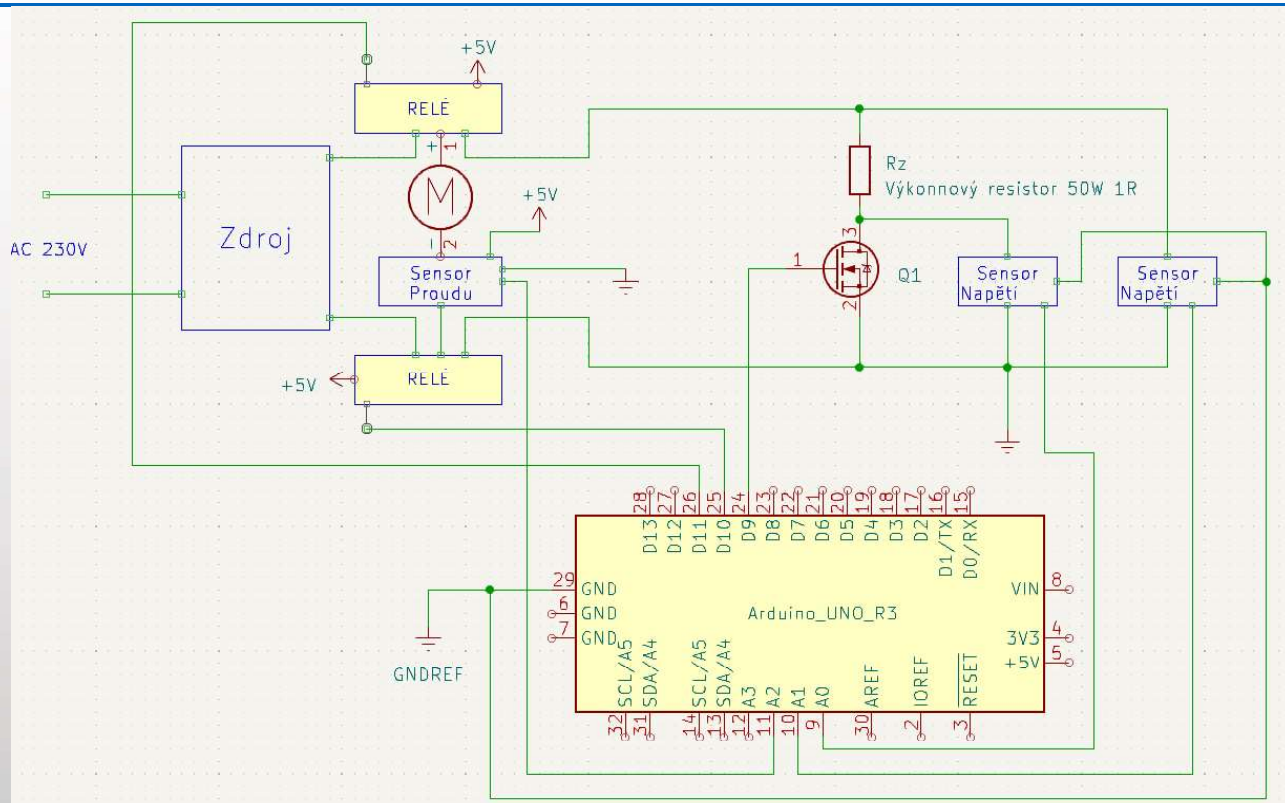 +5V
RELÉ
+
1
M
-
2
+5V
Rz
Výkonnový resistor 50W 1R
AC 230V
Zdroj
Sensor
Proudu
1
3
2
Q1
Sensor
Napětí
Sensor
Napětí
+5V
RELÉ
28
27
26
25
24
23
22
21
20
19
18
17
16
15
D13
D12
D11
D10
D9
D8
D7
D6
D5
D4
D3
D2
D1/TX
D0/RX
29
GND
6
GND
7
GND
Arduino_UNO_R3
VIN
8
3V3
4
+5V
5
GNDREF
SCL/A5
SDA/A4
SCL/A5
SDA/A4
A3
A2
A1
A0
AREF
IOREF
RESET
32
31
14
13
12
11
10
9
30
2
3